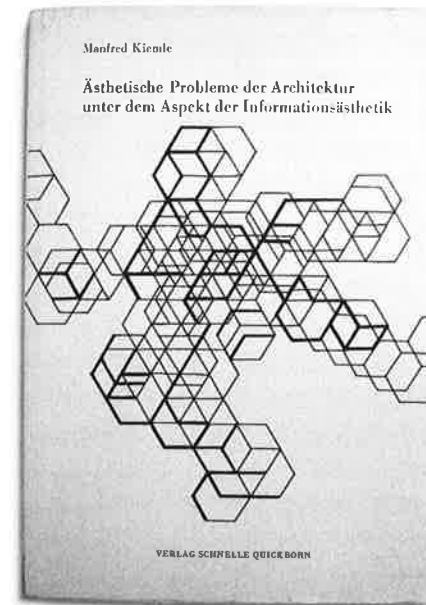 Manfred Kiemle
Ästhetische Probleme der Architektur
unter dem Aspekt der Informationsästhetik
VERLAG SCHNELLE QUICKBORN